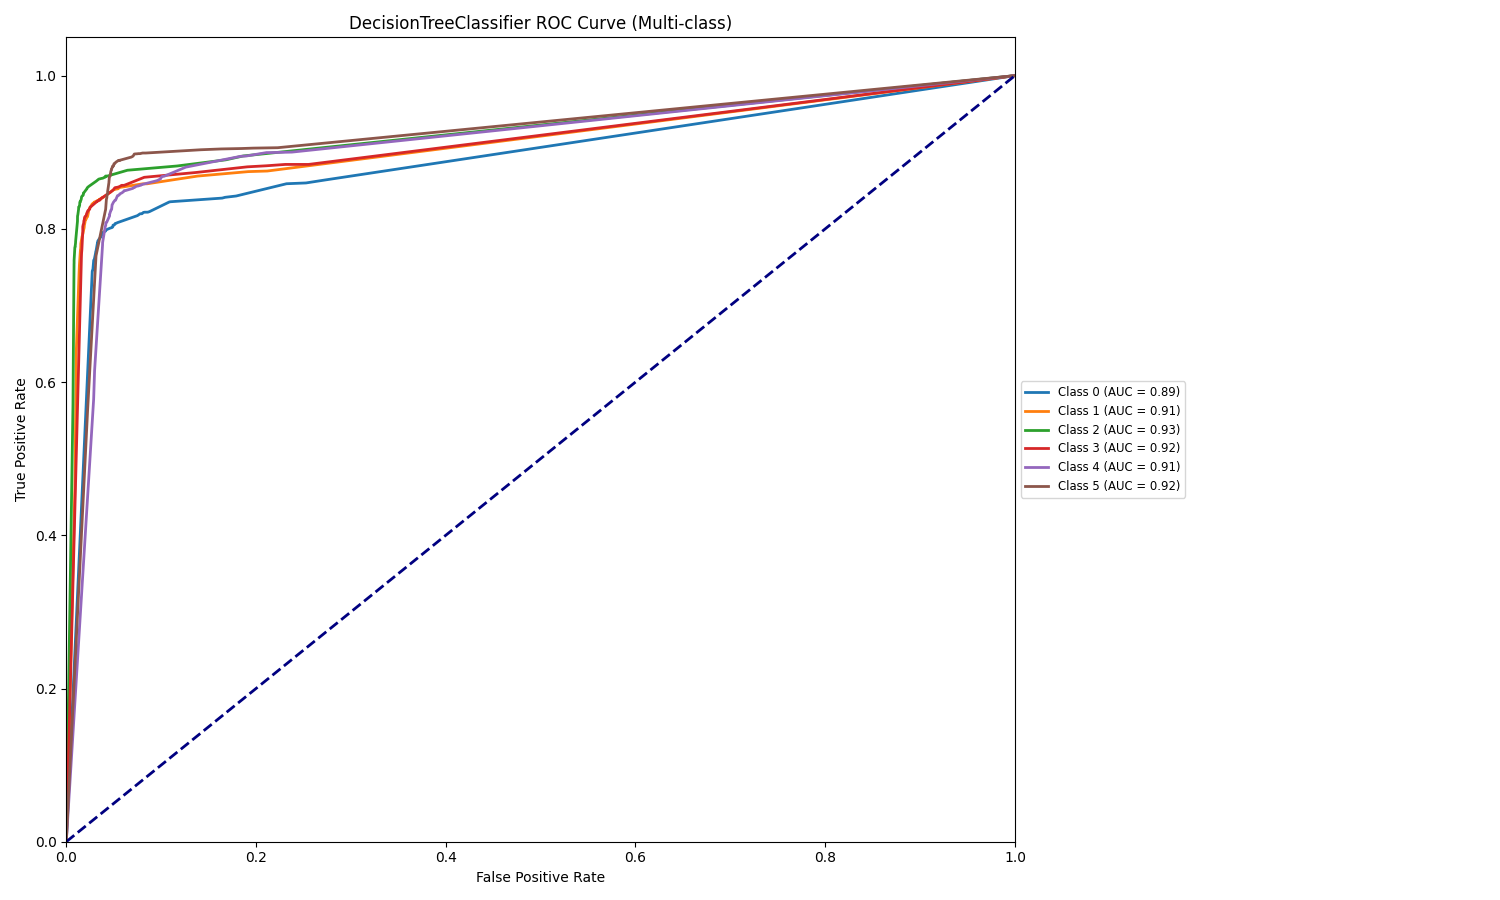 DecisionTreeClassifier ROC Curve (Multi-class)
1.0
0.8
0.6
0.4
0.2
0.0
True Positive Rate
0.0 0.2 0.4 0.6 0.8 1.0
False Positive Rate
Class 0 (AUC = 0.89)
Class 1 (AUC = 0.91)
Class 2 (AUC = 0.93)
Class 3 (AUC = 0.92)
Class 4 (AUC = 0.91)
Class 5 (AUC = 0.92)